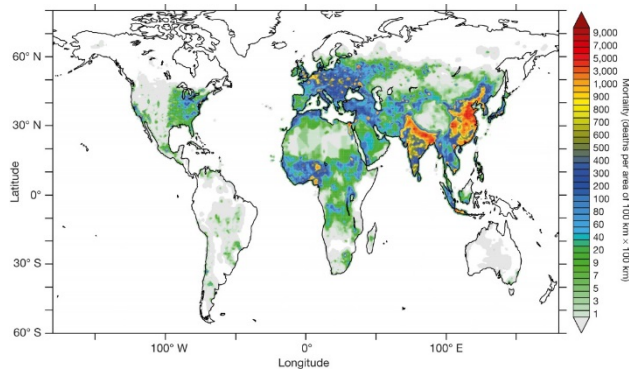 60° N
30° N
0°
30° S
60° S
Latitude
100° W
0°
100° E
Longitude
9,000
7,000
5,000
3,000
1,000
900
800
700
600
500
400
300
200
100
80
60
40
20
9
7
5
3
1
Mortality (deaths per area of 100 km × 100 km)